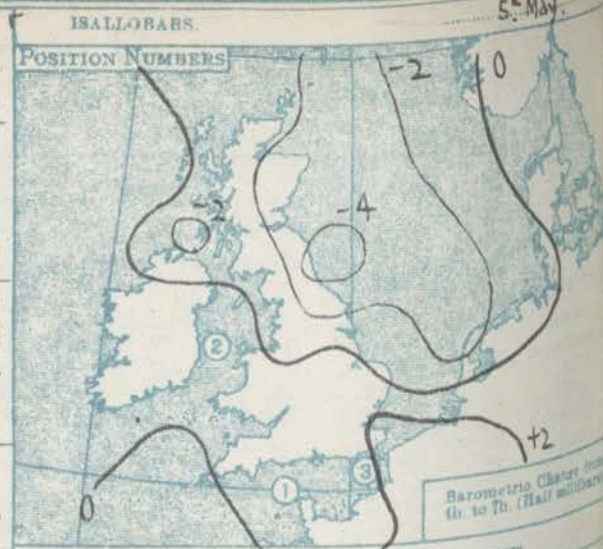 ISALLOBARS.
5th May.
POSITION NUMBERS
-2
0
-2
-4
2
+2
3
1
0
Barometric Change from
4h. to 7h. (Half millibars)